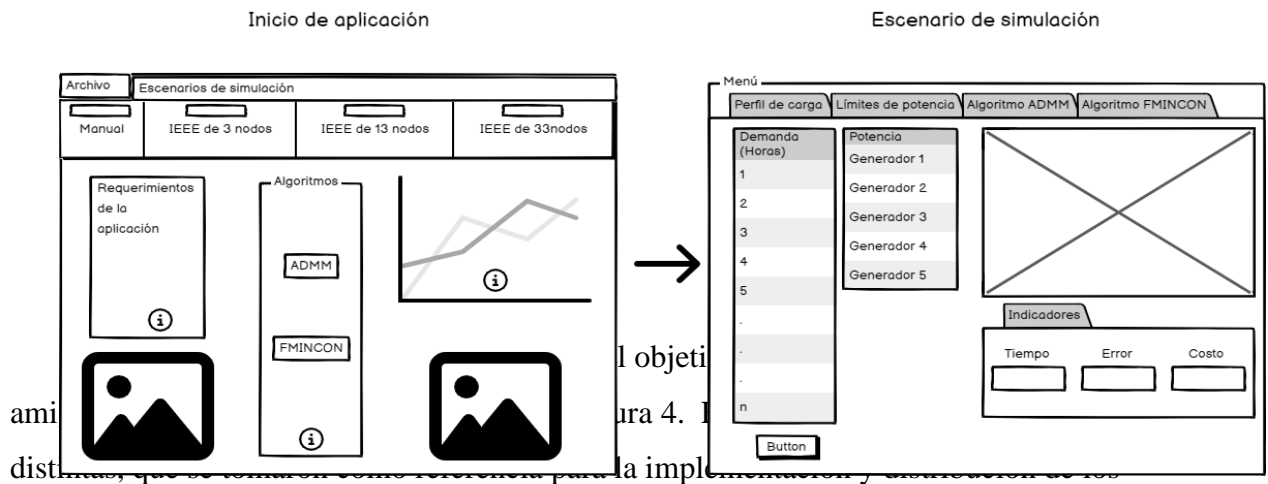 Inicio de aplicación
Escenario de simulación
Archivo
Escenarios de simulación
Manual
IEEE de 3 nodos
IEEE de 13 nodos
IEEE de 33nodos
Requerimientos
de la
aplicación
i
Algoritmos
ADMM
FMINCON
i
i
Menú
Perfil de carga
Límites de potencia
Algoritmo ADMM
Algoritmo FMINCON
Demanda
(Horas)
1
2
3
4
5
.
.
.
n
Button
Potencia
Generador 1
Generador 2
Generador 3
Generador 4
Generador 5
Indicadores
Tiempo
Error
Costo
l objeti
ami
ura 4.
distintas, que se tomaron como referencia para la implementación y distribución de los